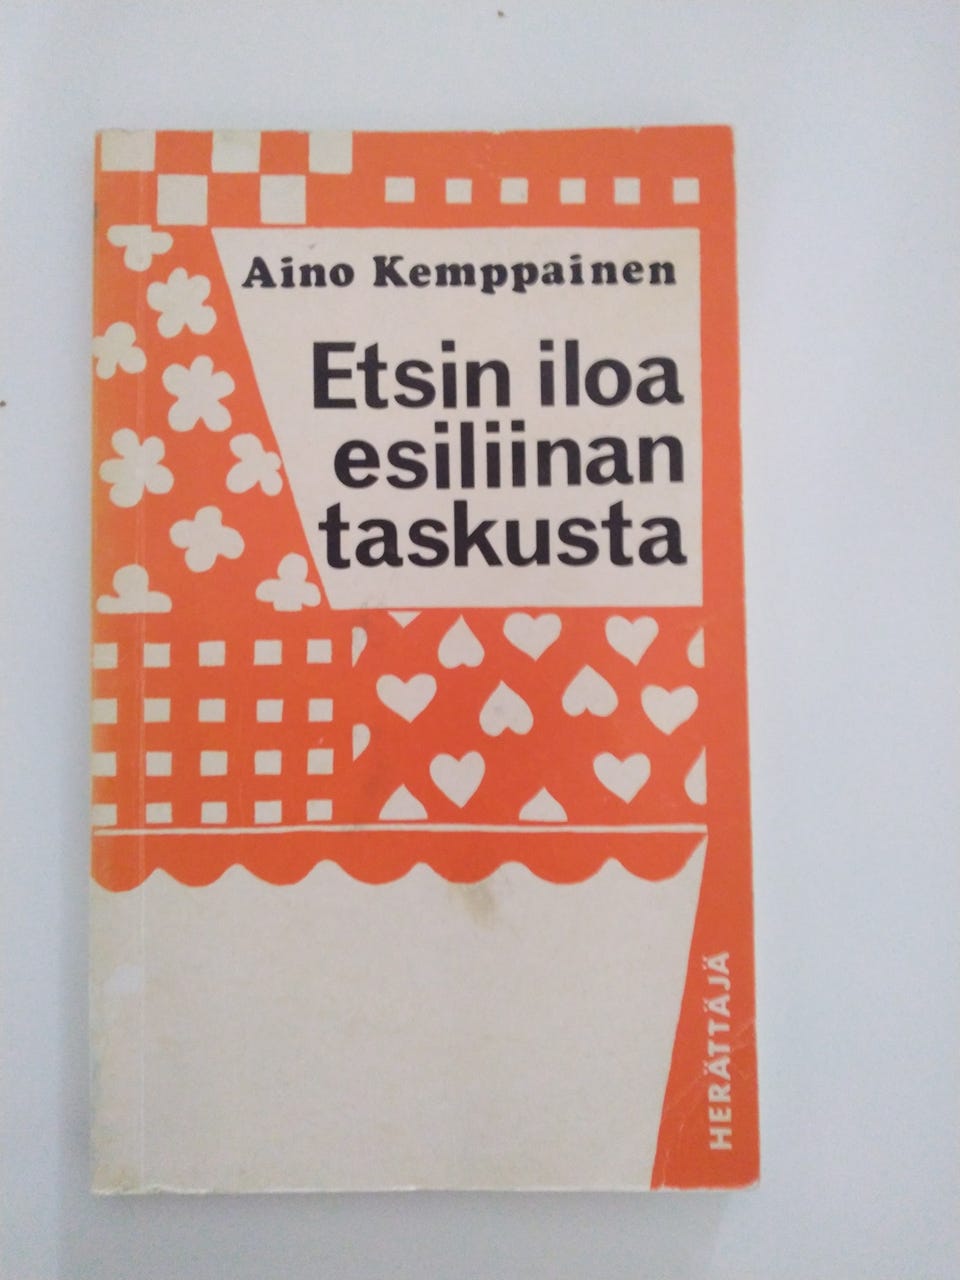 Aino Kemppainen
Etsin iloa
esiliinan
taskusta
HERÄTTÄJÄ